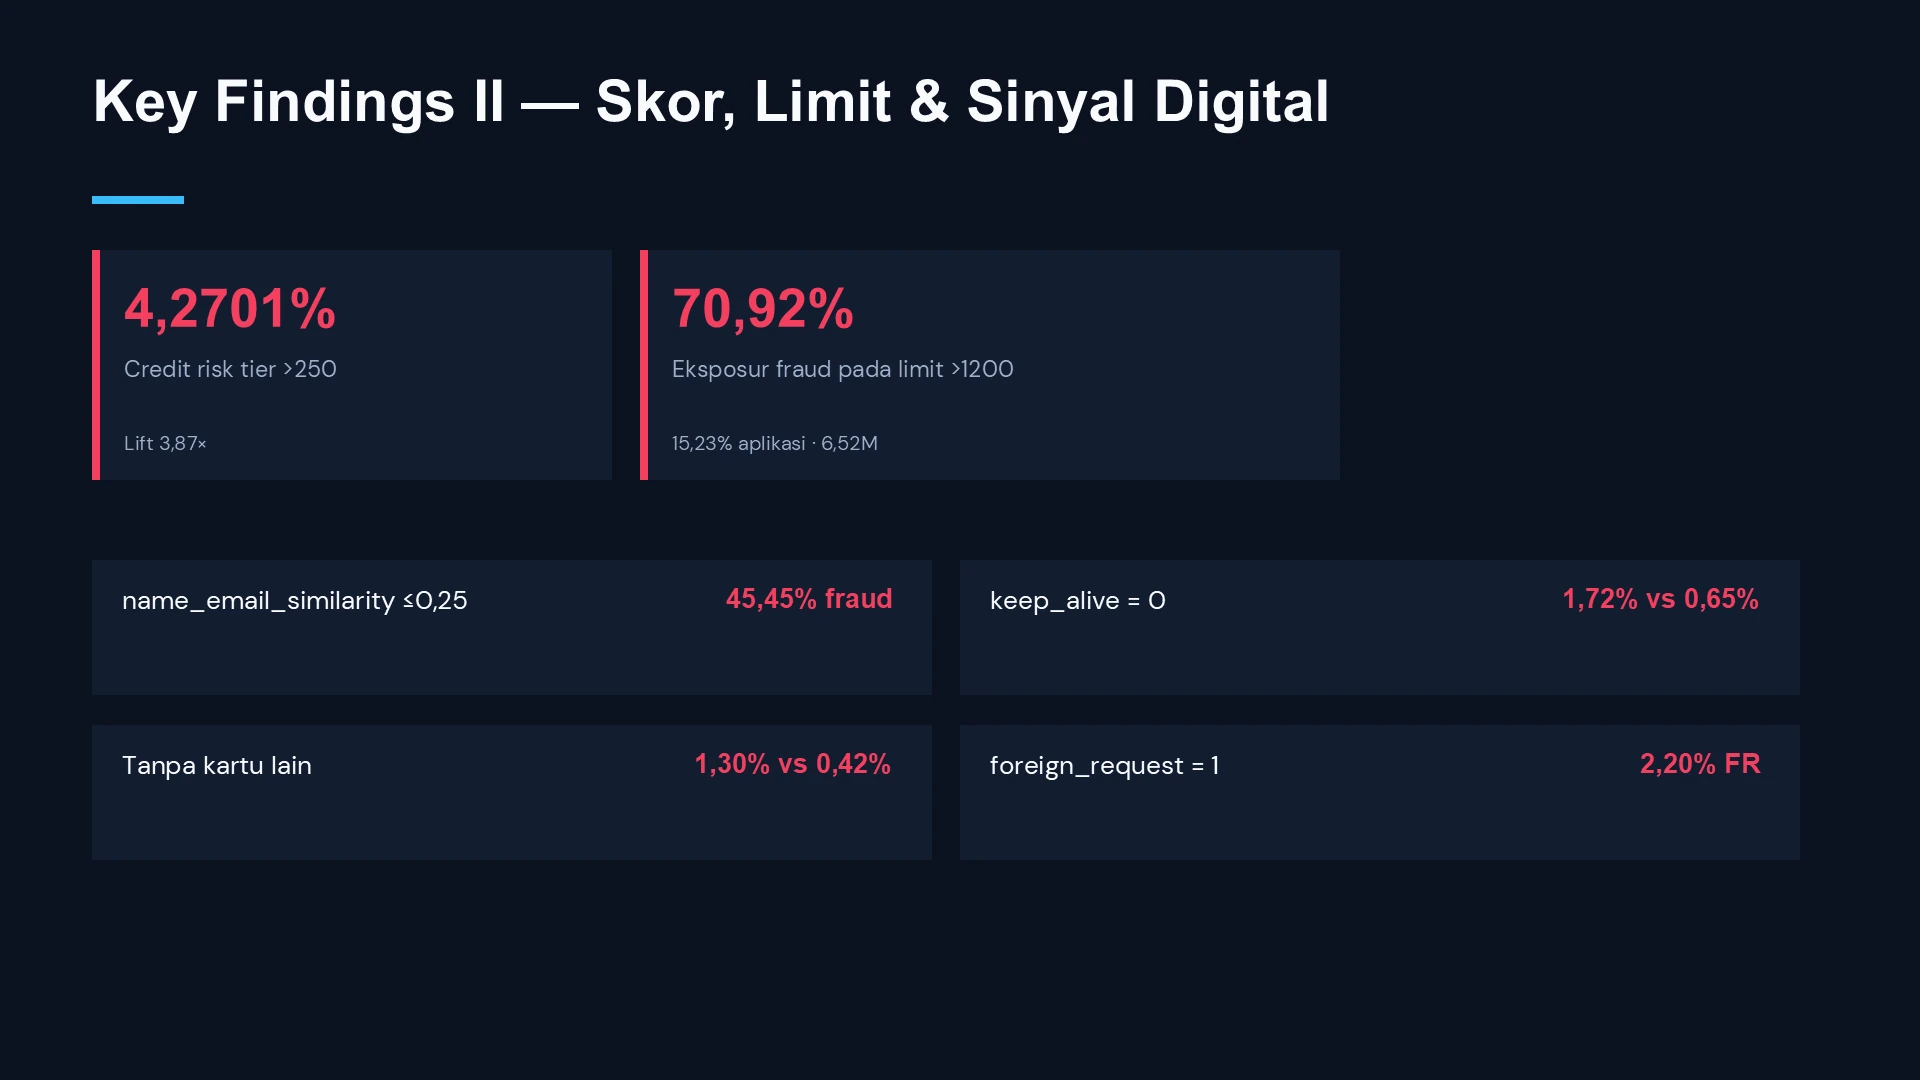 Key Findings II — Skor, Limit & Sinyal Digital
4,2701%
Credit risk tier >250
Lift 3,87×
70,92%
Eksposur fraud pada limit >1200
15,23% aplikasi · 6,52M
name_email_similarity ≤0,25
45,45% fraud
keep_alive = 0
1,72% vs 0,65%
Tanpa kartu lain
1,30% vs 0,42%
foreign_request = 1
2,20% FR